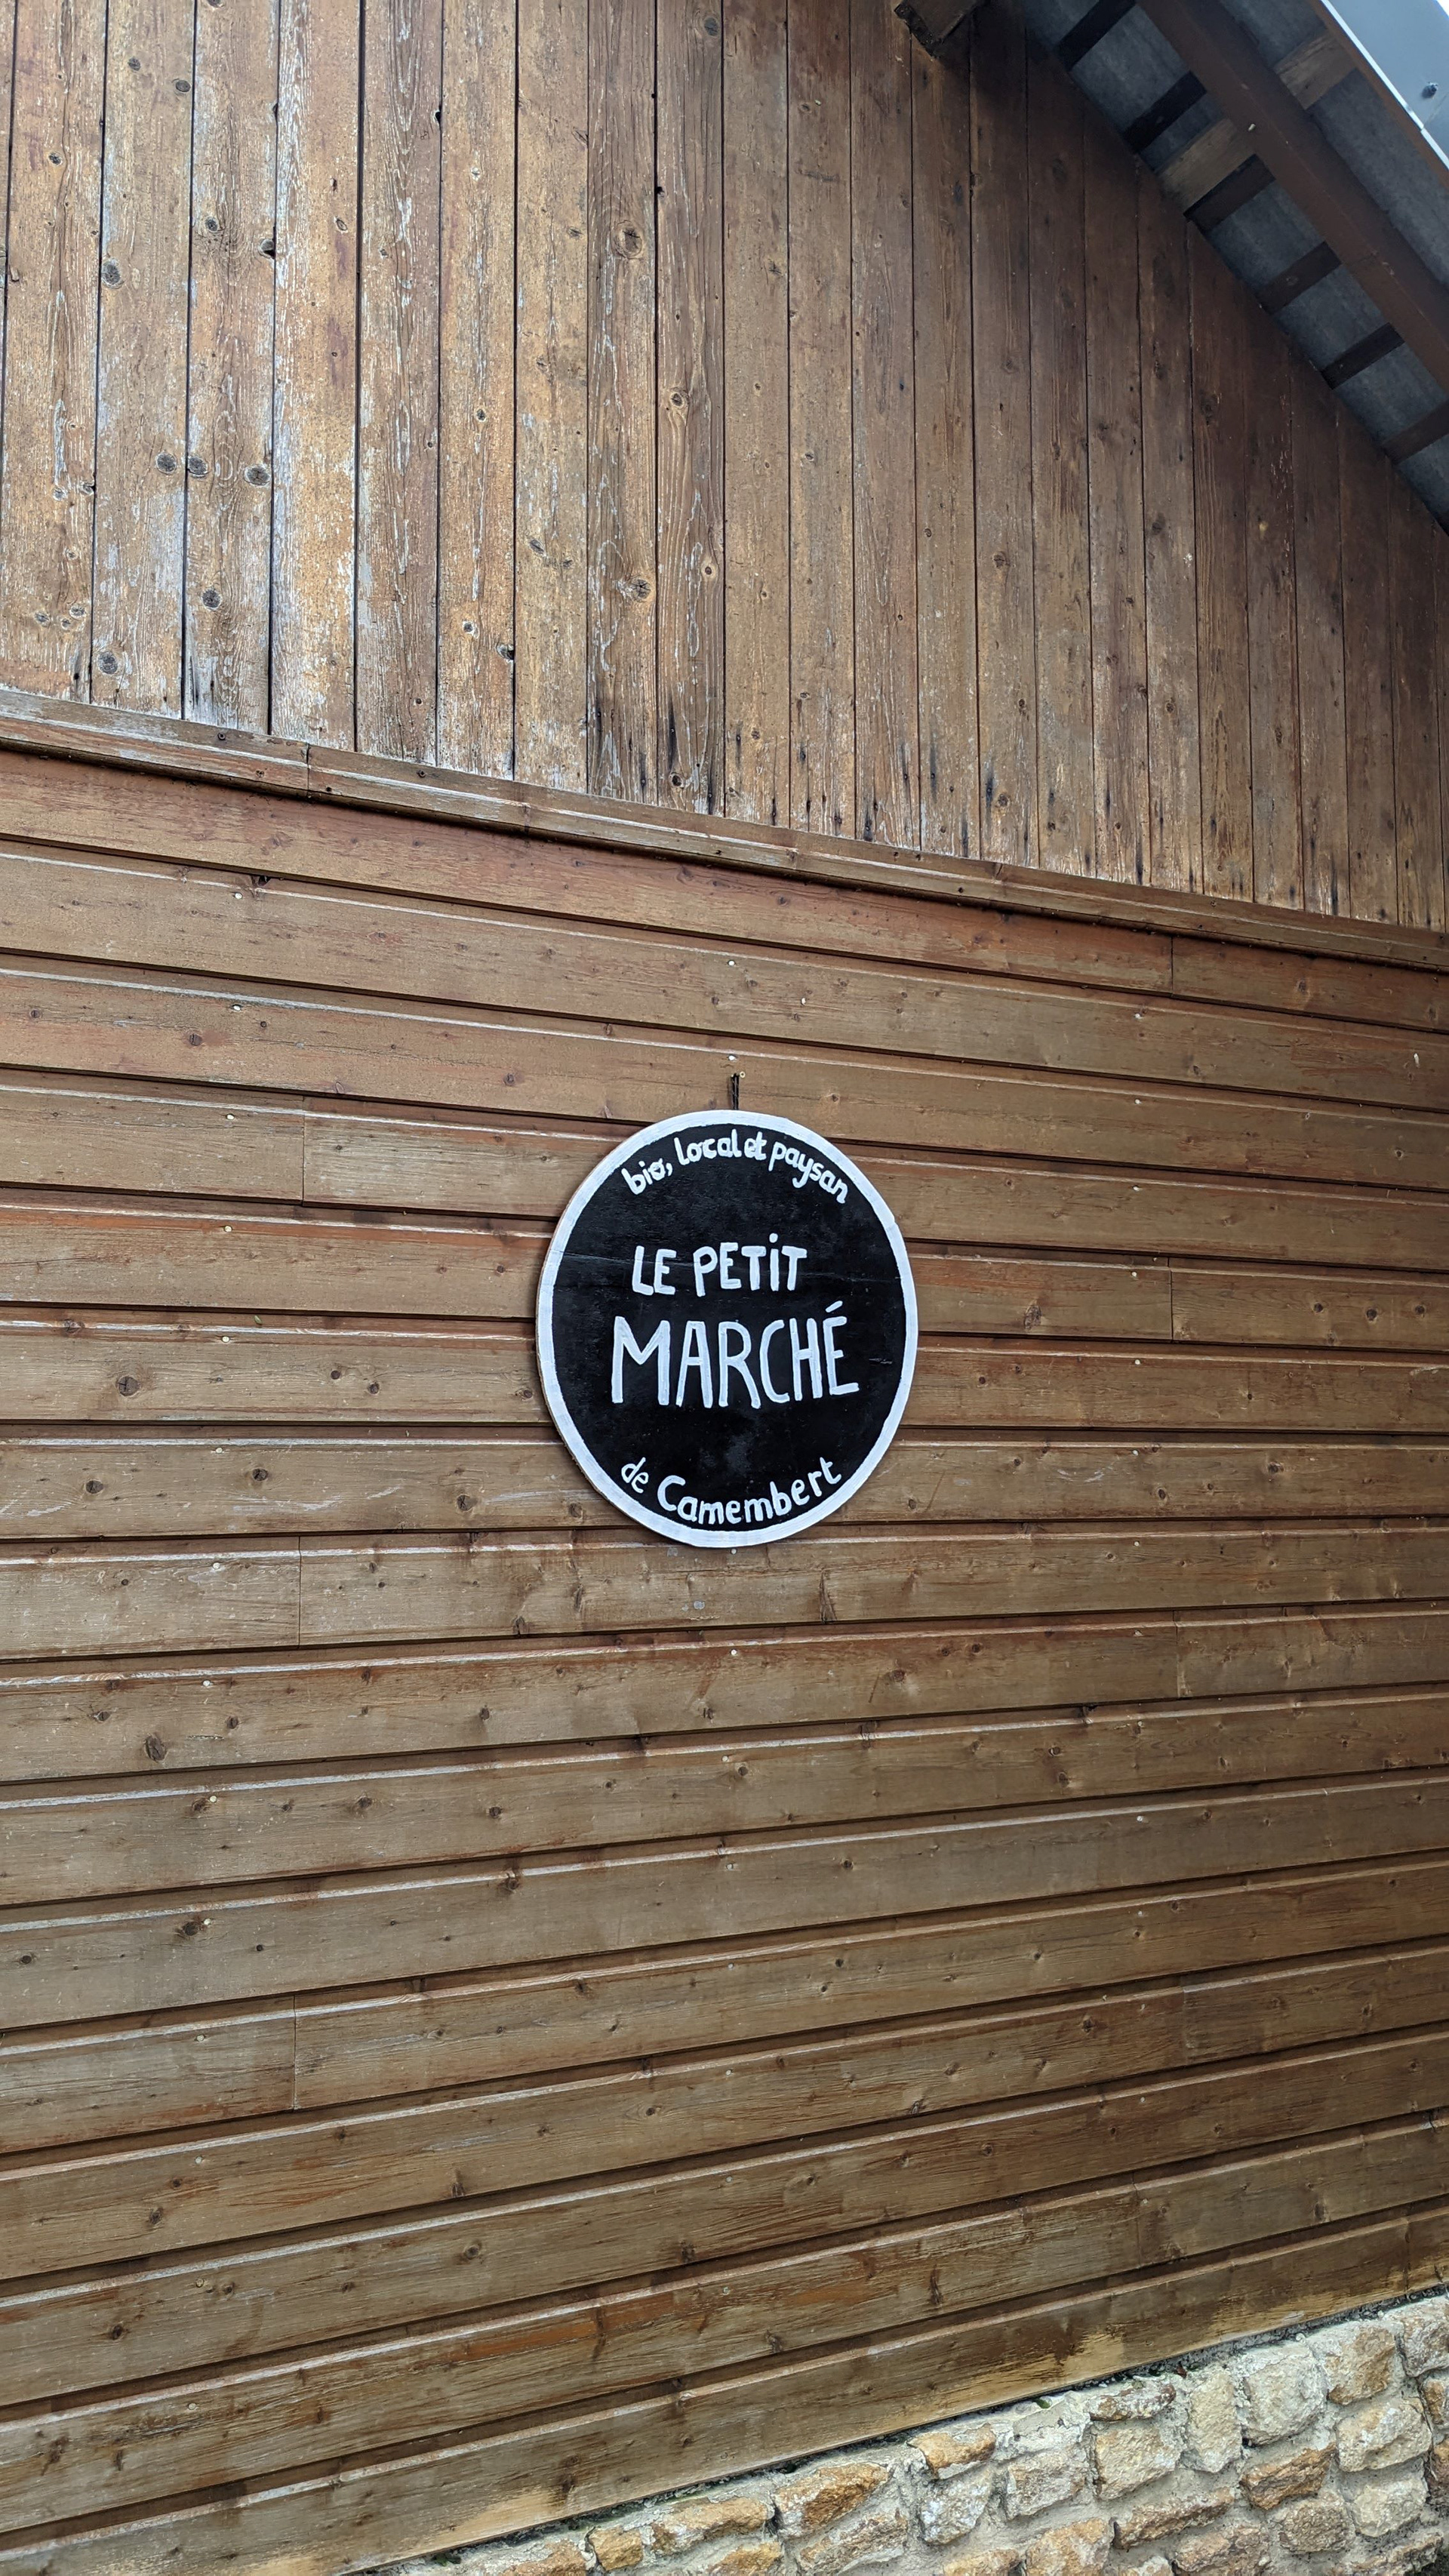 bio, local et paysan
LE PETIT
MARCHÉ
de Camembert